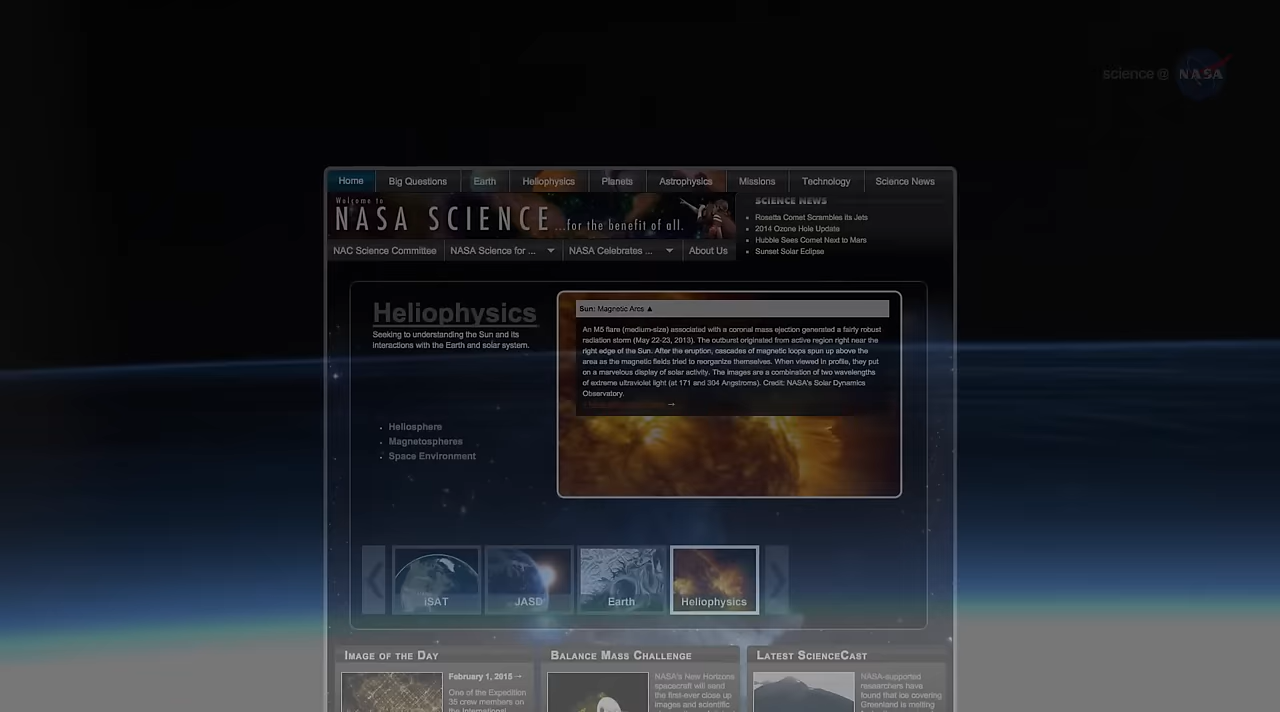 science @ NASA
Home Big Questions Earth Heliophysics Planets Astrophysics Missions Technology Science News
Welcome to
NASA SCIENCE ...for the benefit of all.
SCIENCE NEWS
Rosetta Comet Scrambles its Jets
2014 Ozone Hole Update
Hubble Sees Comet Next to Mars
Sunset Solar Eclipse
NAC Science Committee NASA Science for ... NASA Celebrates ... About Us
Heliophysics
Seeking to understanding the Sun and its
interactions with the Earth and solar system.
Heliosphere
Magnetospheres
Space Environment
Sun: Magnetic Arcs ▲
An M5 flare (medium-size) associated with a coronal mass ejection generated a fairly robust
radiation storm (May 22-23, 2013). The outburst originated from active region right near the
right edge of the Sun. After the eruption, cascades of magnetic loops spun up above the
area as the magnetic fields tried to reorganize themselves. When viewed in profile, they put
on a marvelous display of solar activity. The images are a combination of two wavelengths
of extreme ultraviolet light (at 171 and 304 Angstroms). Credit: NASA's Solar Dynamics
Observatory.
iSAT JASD Earth Heliophysics
IMAGE OF THE DAY
February 1, 2015 →
One of the Expedition
35 crew members on
the International
BALANCE MASS CHALLENGE
NASA's New Horizons
spacecraft will send
the first-ever close up
images and scientific
LATEST SCIENCECAST
NASA-supported
researchers have
found that ice covering
Greenland is melting